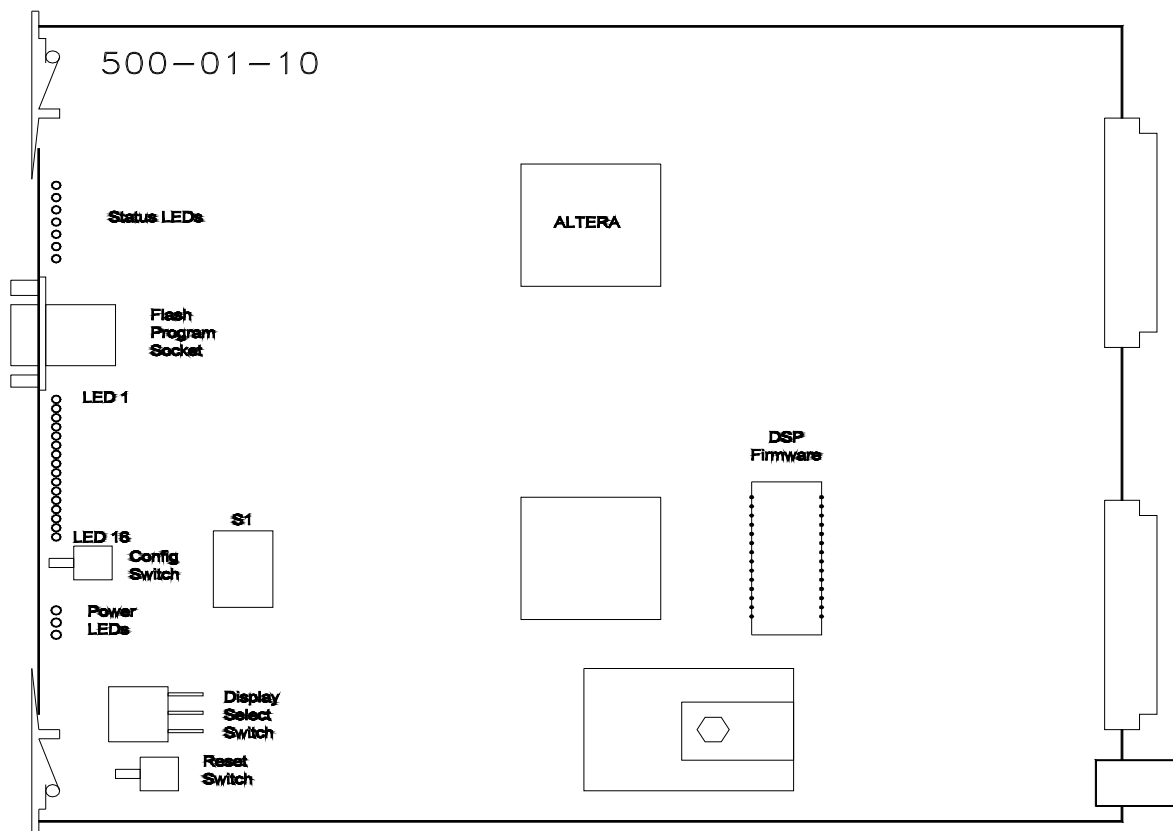 500-01-10
Status LEDs
ALTERA
Flash
Program
Socket
LED 1
DSP
Firmware
S1
LED 16
Config
Switch
Power
LEDs
Display
Select
Switch
Reset
Switch